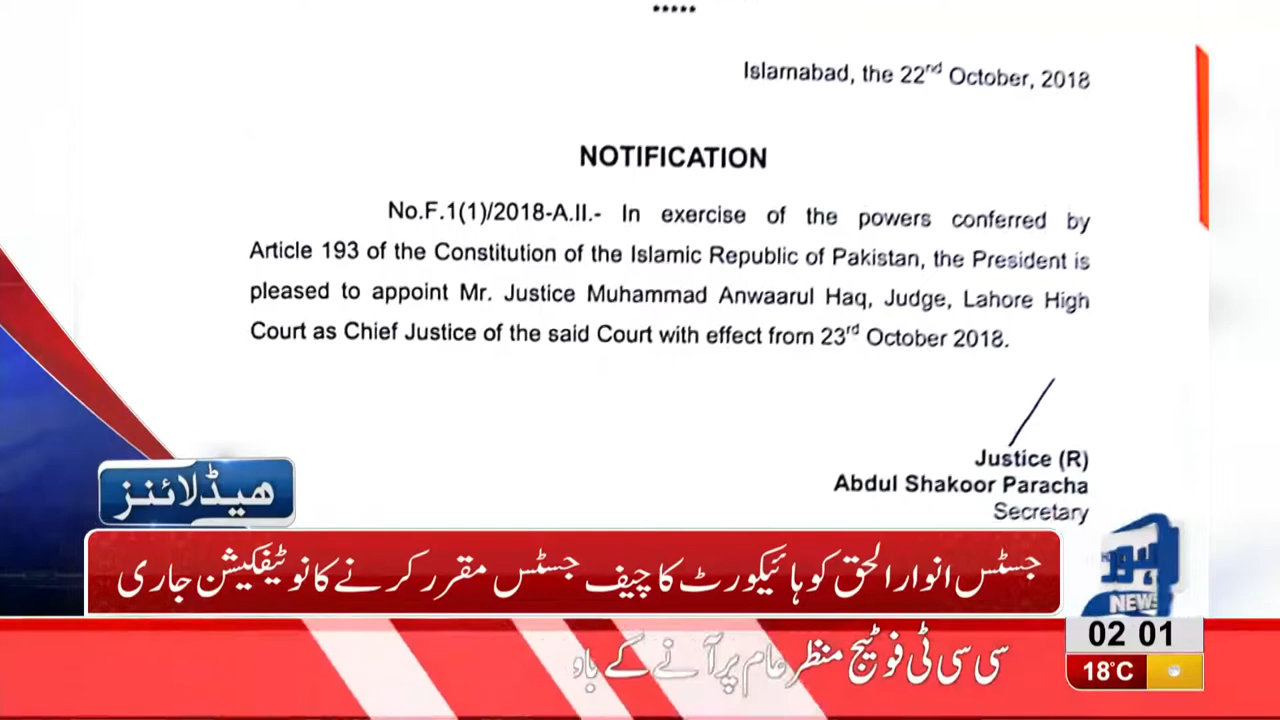 *****
Islamabad, the 22nd October, 2018
NOTIFICATION
No.F.1(1)/2018-A.II.- In exercise of the powers conferred by
Article 193 of the Constitution of the Islamic Republic of Pakistan, the President is
pleased to appoint Mr. Justice Muhammad Anwaarul Haq, Judge, Lahore High
Court as Chief Justice of the said Court with effect from 23rd October 2018.
Justice (R)
Abdul Shakoor Paracha
Secretary
ھیڈلائنز
جسٹس انوارالحق کو ہائیکورٹ کا چیف جسٹس مقرر کرنے کا نوٹیفکیشن جاری
لاہور
NEWS
02 01
سی سی ٹی فوٹیج منظر عام پر آنے کے باو
18°C